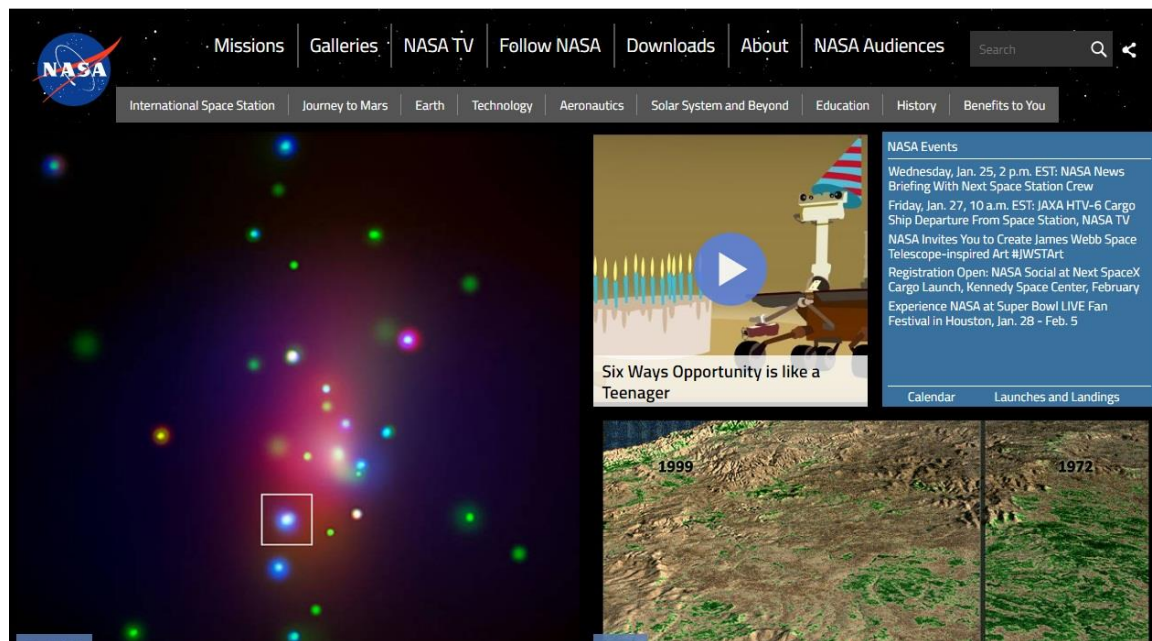 NASA
Missions
Galleries
NASA TV
Follow NASA
Downloads
About
NASA Audiences
Search
International Space Station
Journey to Mars
Earth
Technology
Aeronautics
Solar System and Beyond
Education
History
Benefits to You
Six Ways Opportunity is like a
Teenager
NASA Events
Wednesday, Jan. 25, 2 p.m. EST: NASA News
Briefing With Next Space Station Crew
Friday, Jan. 27, 10 a.m. EST: JAXA HTV-6 Cargo
Ship Departure From Space Station, NASA TV
NASA Invites You to Create James Webb Space
Telescope-inspired Art #JWSTArt
Registration Open: NASA Social at Next SpaceX
Cargo Launch, Kennedy Space Center, February
Experience NASA at Super Bowl LIVE Fan
Festival in Houston, Jan. 28 - Feb. 5
Calendar
Launches and Landings
1999
1972